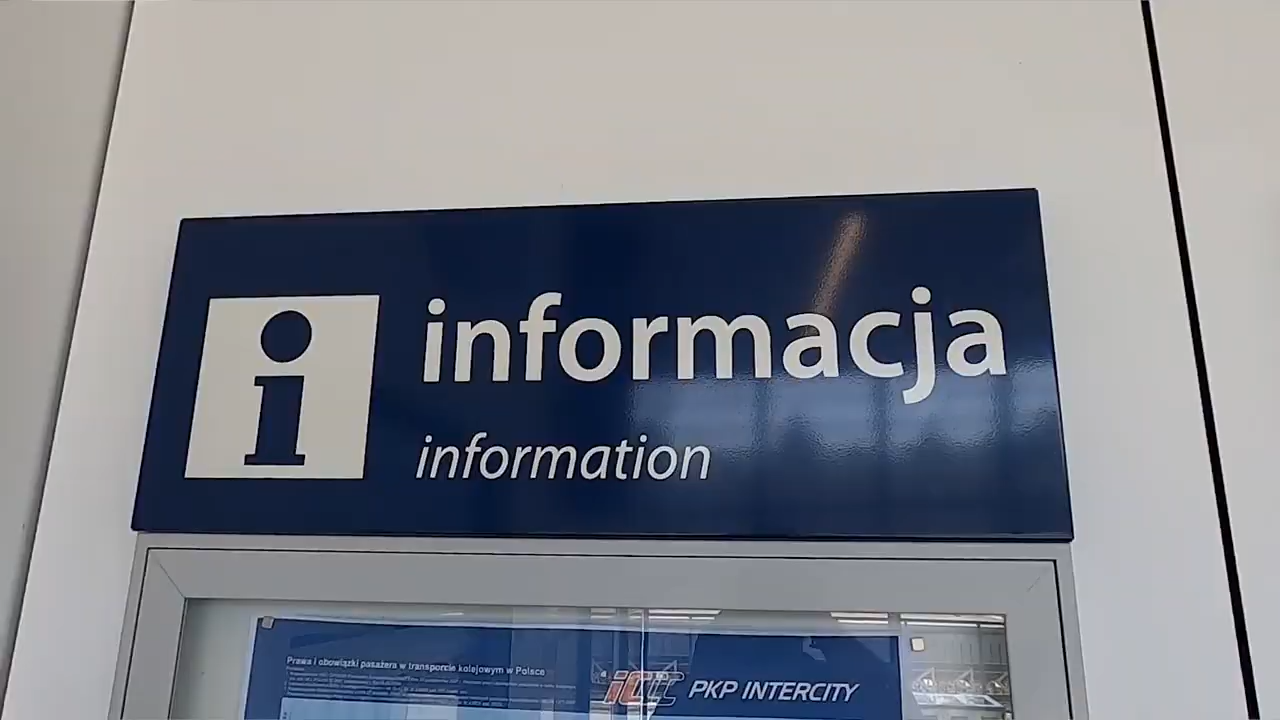 i
informacja
information
Prawa i obowiązki pasażera w transporcie kolejowym w Polsce
PKP INTERCITY